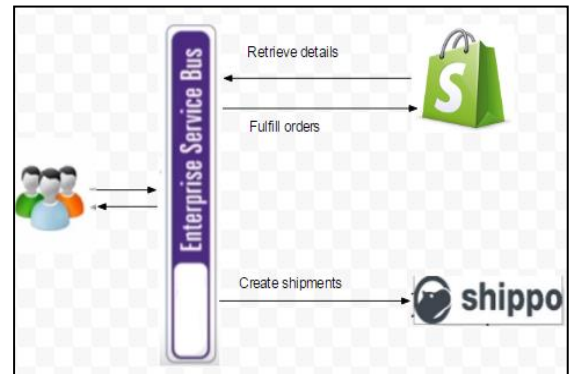 Retrieve details
Enterprise Service Bus
S
Fulfill orders
Create shipments
shippo